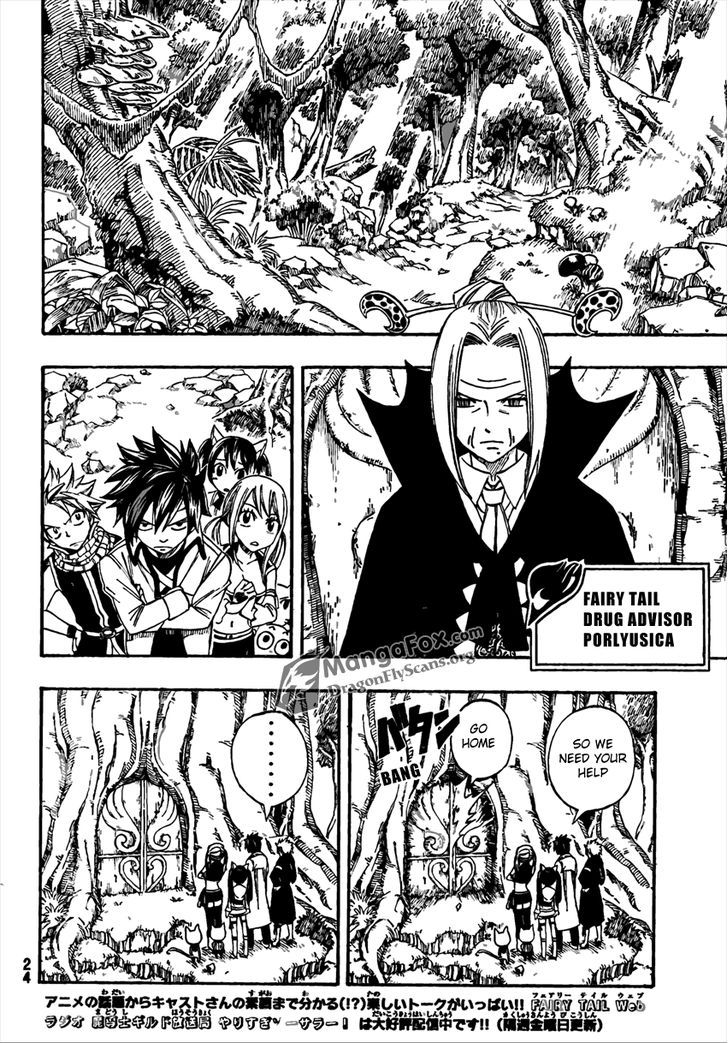 FAIRY TAIL
DRUG ADVISOR
PORLYUSICA
MangaFox.com
DragonFlyScans.org
SO WE
NEED YOUR
HELP
GO
HOME
バタン
BANG
・・・・・・
24
アニメの話題からキャストさんの素顔まで分かる(!?)楽しいトークがいっぱい!! FAIRY TAIL Web
ラジオ 魔導士ギルド放送局 やりすぎ ーサラー! は大好評配信中です!! (隔週金曜日更新)